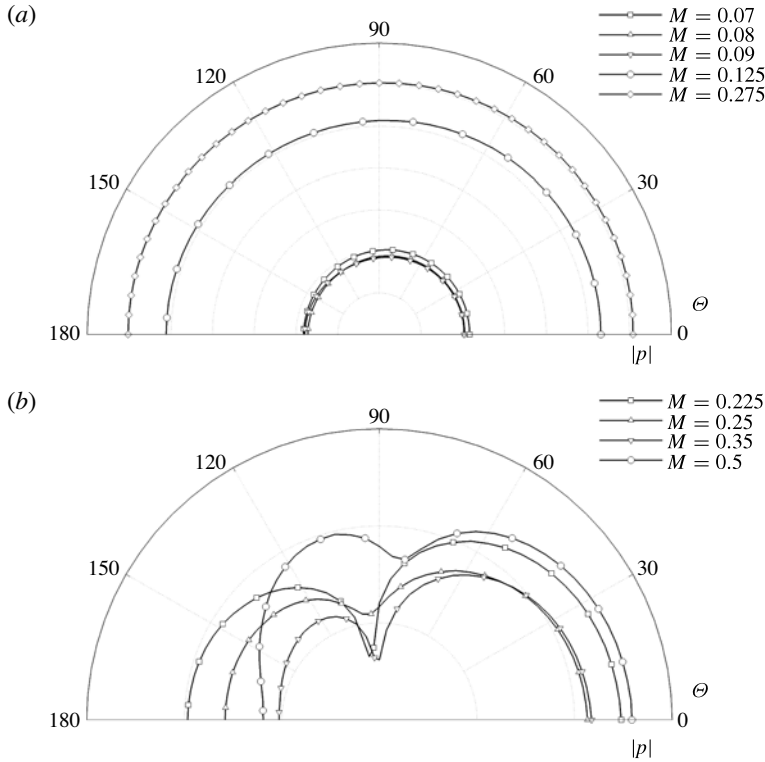 (a)
M = 0.07
M = 0.08
M = 0.09
M = 0.125
M = 0.275
90
120
60
150
30
Θ
180
0
|p|
(b)
M = 0.225
M = 0.25
M = 0.35
M = 0.5
90
120
60
150
30
Θ
180
0
|p|